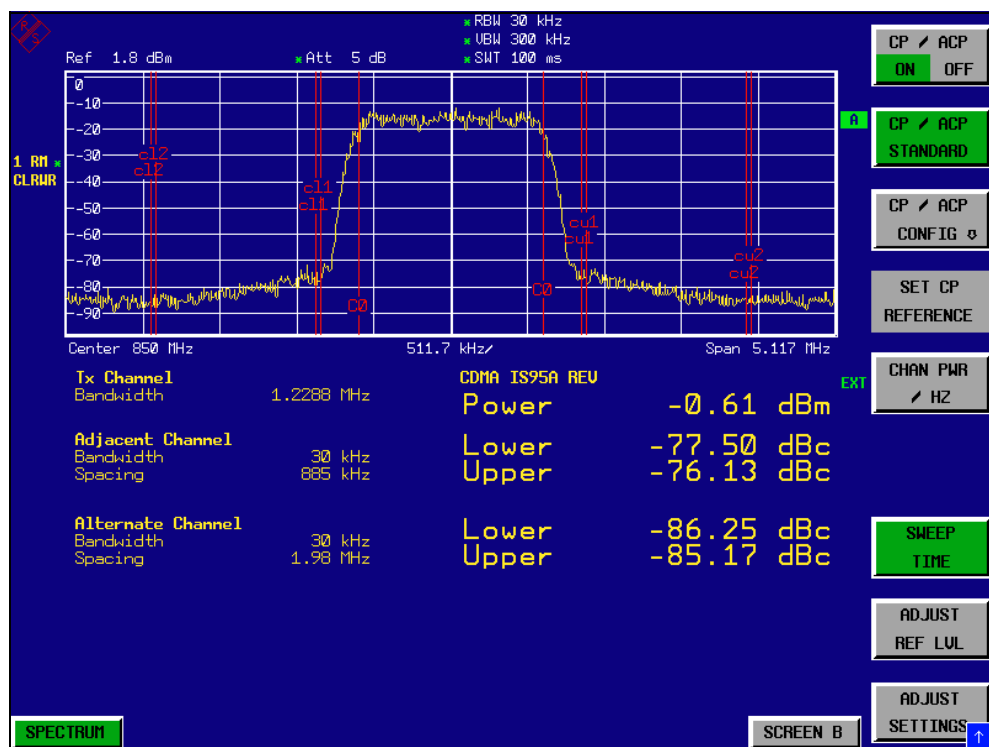 R
S
*RBW 30 kHz
*VBW 300 kHz
Ref 1.8 dBm *Att 5 dB *SWT 100 ms
0
-10
-20
-30
-40
-50
-60
-70
-80
-90
1 RM *
CLRWR
A
cl2
cl2
cl1
cl1
C0
C0
cu1
cu1
cu2
cu2
Center 850 MHz 511.7 kHz/ Span 5.117 MHz
EXT
Tx Channel CDMA IS95A REV
Bandwidth 1.2288 MHz Power -0.61 dBm
Adjacent Channel
Bandwidth 30 kHz
Spacing 885 kHz
Lower -77.50 dBc
Upper -76.13 dBc
Alternate Channel
Bandwidth 30 kHz
Spacing 1.98 MHz
Lower -86.25 dBc
Upper -85.17 dBc
CP / ACP
ON OFF
CP / ACP
STANDARD
CP / ACP
CONFIG
SET CP
REFERENCE
CHAN PWR
/ HZ
SWEEP
TIME
ADJUST
REF LVL
ADJUST
SETTINGS
SPECTRUM
SCREEN B